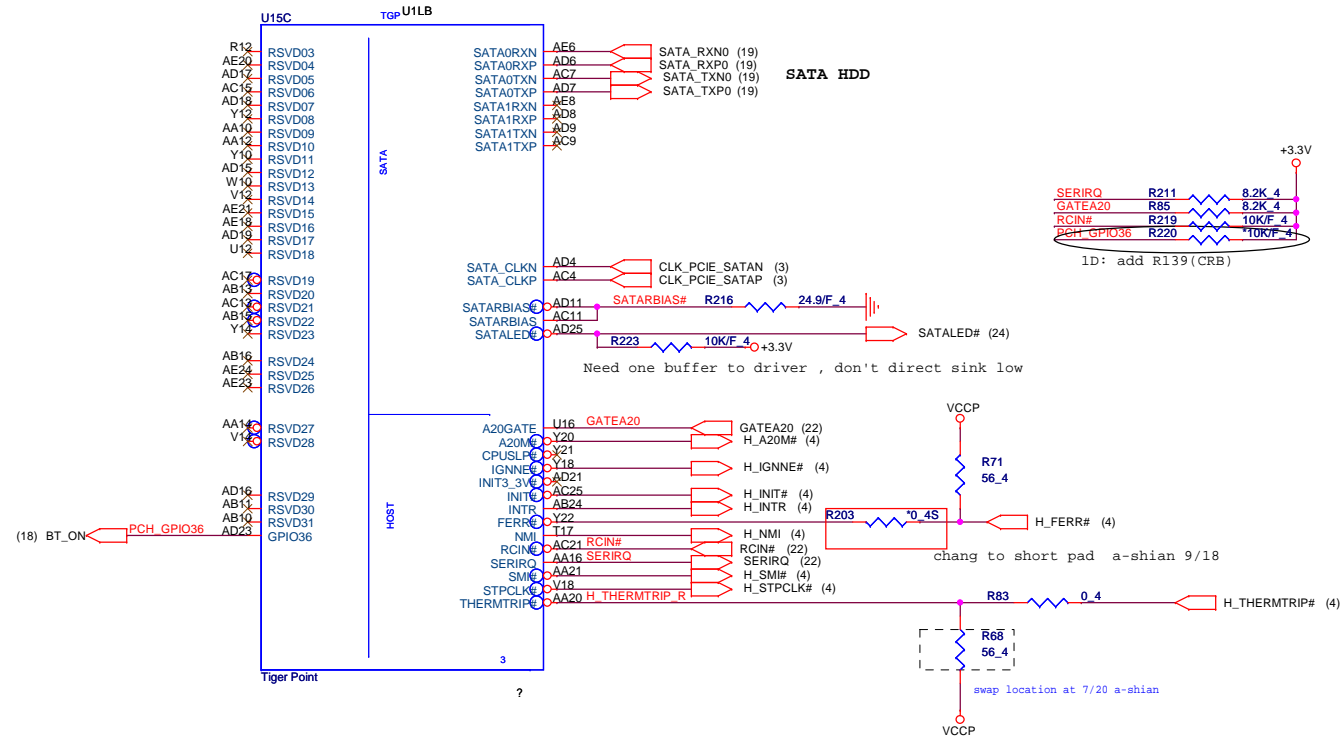 U15C TGP U1LB
R12 RSVD03 SATA0RXN AE6 SATA_RXN0 (19)
AE20 RSVD04 SATA0RXP AD6 SATA_RXP0 (19)
AD17 RSVD05 SATA0TXN AC7 SATA_TXN0 (19) SATA HDD
AC15 RSVD06 SATA0TXP AD7 SATA_TXP0 (19)
AD18 RSVD07 SATA1RXN AE8
Y12 RSVD08 SATA1RXP AD8
AA10 RSVD09 SATA1TXN AD9
AA12 RSVD10 SATA1TXP AC9
Y10 RSVD11
AD15 RSVD12
W10 RSVD13
V12 RSVD14
AE21 RSVD15
AE18 RSVD16
AD19 RSVD17
U12 RSVD18
SATA
+3.3V
SERIRQ R211 8.2K_4
GATEA20 R85 8.2K_4
RCIN# R219 10K/F_4
PCH_GPIO36 R220 *10K/F_4
1D: add R139(CRB)
AC17 RSVD19 SATA_CLKN AD4 CLK_PCIE_SATAN (3)
AB13 RSVD20 SATA_CLKP AC4 CLK_PCIE_SATAP (3)
AC13 RSVD21 SATARBIAS# AD11 SATARBIAS# R216 24.9/F_4
AB15 RSVD22 SATARBIAS AC11
Y14 RSVD23 SATALED# AD25 SATALED# (24)
R223 10K/F_4 +3.3V
AB16 RSVD24
AE24 RSVD25
AE23 RSVD26
Need one buffer to driver , don't direct sink low
AA14 RSVD27 A20GATE U16 GATEA20 GATEA20 (22)
V14 RSVD28 A20M# Y20 H_A20M# (4)
CPUSLP# Y21
IGNNE# Y18 H_IGNNE# (4)
INIT3_3V# AD21
AD16 RSVD29 INIT# AC25 H_INIT# (4)
AB11 RSVD30 INTR AB24 H_INTR (4)
AB10 RSVD31 FERR# Y22 R203 *0_4S H_FERR# (4)
VCCP
R71
56_4
(18) BT_ON PCH_GPIO36 AD23 GPIO36 NMI T17 H_NMI (4)
HOST
RCIN# AC21 RCIN# RCIN# (22)
SERIRQ AA16 SERIRQ SERIRQ (22)
chang to short pad a-shian 9/18
SMI# AA21 H_SMI# (4)
STPCLK# V18 H_STPCLK# (4)
THERMTRIP# AA20 H_THERMTRIP_R R83 0_4 H_THERMTRIP# (4)
R68
56_4
3
Tiger Point
?
swap location at 7/20 a-shian
VCCP